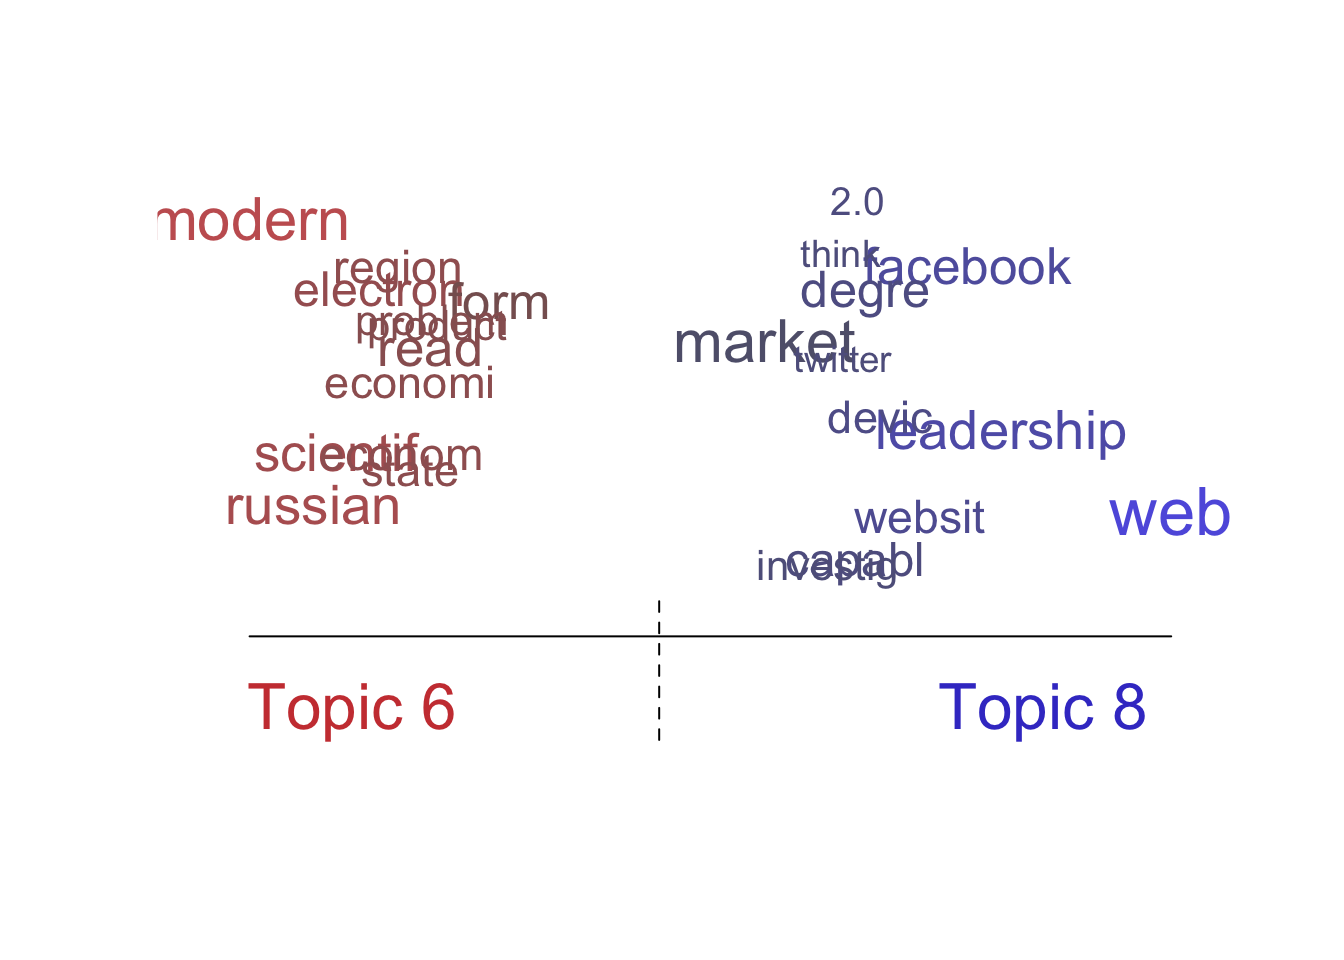 modern
region
electron
form
problem
product
read
economi
scientif
econom
state
russian
2.0
think
facebook
degre
market
twitter
devic
leadership
websit
web
capabl
investig
Topic 6
Topic 8